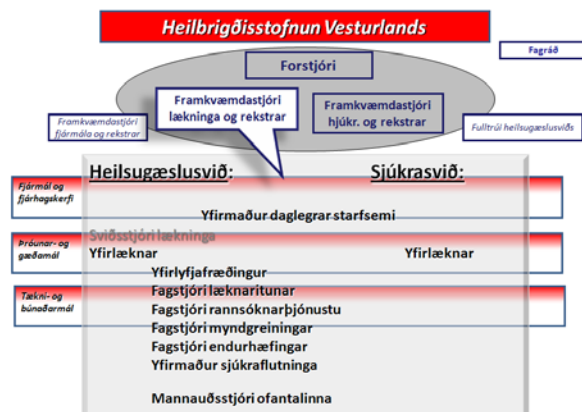 Heilbrigðisstofnun Vesturlands
Fagráð
Forstjóri
Framkvæmdastjóri
lækninga og rekstrar
Framkvæmdastjóri
hjúkr. og rekstrar
Framkvæmdastjóri
fjármála og rekstrar
Fulltrúi heilsugæslusviðs
Heilsugæslusvið:
Sjúkrasvið:
Fjármál og
fjárhagskerfi
Yfirmaður daglegrar starfsemi
Sviðsstjóri lækninga
Þróunar- og
gæðamál
Yfirlæknar
Yfirlæknar
Yfirlyfjafræðingur
Tækni- og
búnaðarmál
Fagstjóri læknaritunar
Fagstjóri rannsóknarþjónustu
Fagstjóri myndgreiningar
Fagstjóri endurhæfingar
Yfirmaður sjúkraflutninga
Mannauðsstjóri ofantalinna